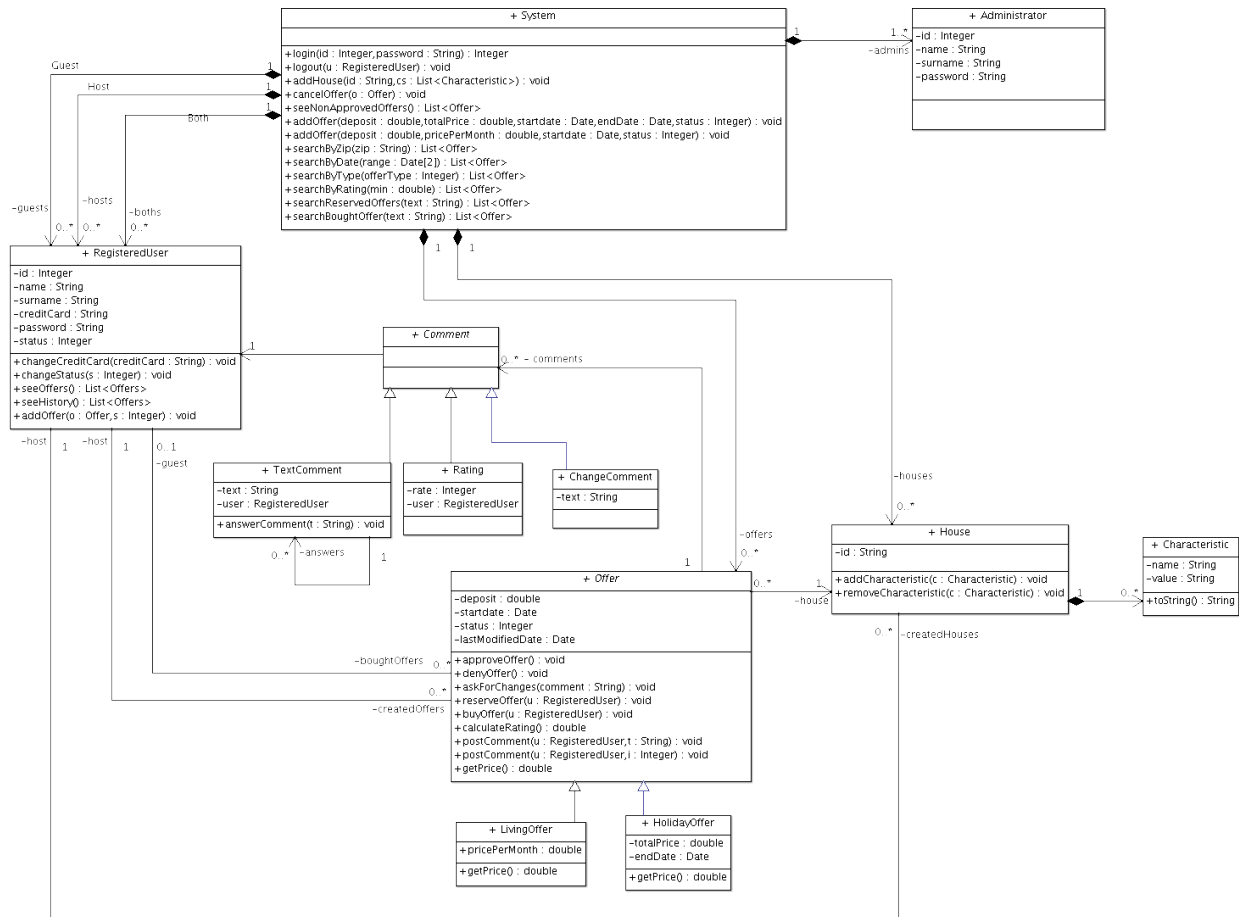 + System
+login(id : Integer,password : String) : Integer
+logout(u : RegisteredUser) : void
+addHouse(id : String,cs : List<Characteristic>) : void
+cancelOffer(o : Offer) : void
+seeNonApprovedOffers() : List<Offer>
+addOffer(deposit : double,totalPrice : double,startdate : Date,endDate : Date,status : Integer) : void
+addOffer(deposit : double,pricePerMonth : double,startdate : Date,status : Integer) : void
+searchByZip(zip : String) : List<Offer>
+searchByDate(range : Date[2]) : List<Offer>
+searchByType(offerType : Integer) : List<Offer>
+searchByRating(min : double) : List<Offer>
+searchReservedOffers(text : String) : List<Offer>
+searchBoughtOffer(text : String) : List<Offer>
1
1..*
-admins
+ Administrator
-id : Integer
-name : String
-surname : String
-password : String
Guest
1
Host
1
Both
1
-guests
-hosts
-boths
0..*
0..*
0..*
1
1
+ RegisteredUser
-id : Integer
-name : String
-surname : String
-creditCard : String
-password : String
-status : Integer
+changeCreditCard(creditCard : String) : void
+changeStatus(s : Integer) : void
+seeOffers() : List<Offers>
+seeHistory() : List<Offers>
+addOffer(o : Offer,s : Integer) : void
1
+ Comment
0..*
- comments
-host
1
-host
1
0..1
-guest
+ TextComment
-text : String
-user : RegisteredUser
+answerComment(t : String) : void
0..*
-answers
1
+ Rating
-rate : Integer
-user : RegisteredUser
+ ChangeComment
-text : String
-houses
0..*
-offers
0..*
1
+ House
-id : String
+addCharacteristic(c : Characteristic) : void
+removeCharacteristic(c : Characteristic) : void
1
0..*
+ Characteristic
-name : String
-value : String
+toString() : String
0..*
1
-house
0..*
-createdHouses
+ Offer
-deposit : double
-startdate : Date
-status : Integer
-lastModifiedDate : Date
+approveOffer() : void
+denyOffer() : void
+askForChanges(comment : String) : void
+reserveOffer(u : RegisteredUser) : void
+buyOffer(u : RegisteredUser) : void
+calculateRating() : double
+postComment(u : RegisteredUser,t : String) : void
+postComment(u : RegisteredUser,i : Integer) : void
+getPrice() : double
-boughtOffers
0..*
0..*
-createdOffers
+ LivingOffer
+pricePerMonth : double
+getPrice() : double
+ HolidayOffer
-totalPrice : double
-endDate : Date
+getPrice() : double